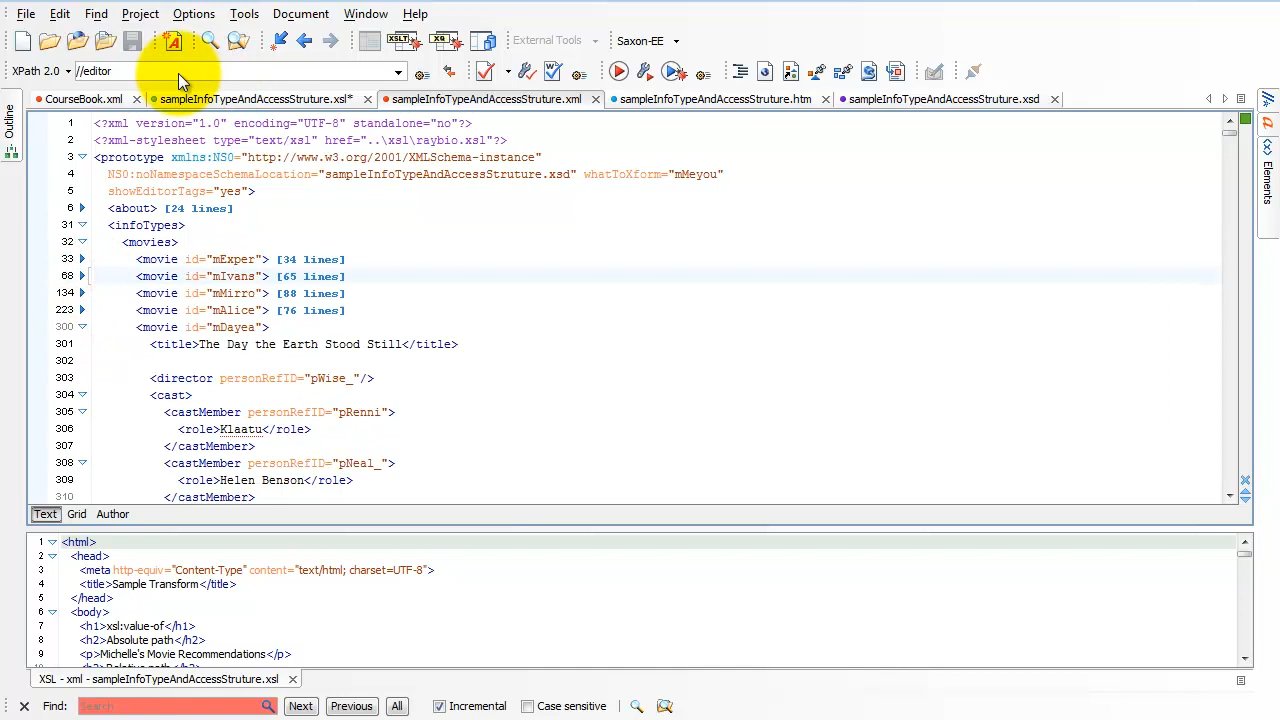 File Edit Find Project Options Tools Document Window Help
XSLT XQ External Tools Saxon-EE
XPath 2.0 //editor
CourseBook.xml sampleInfoTypeAndAccessStruture.xsl* sampleInfoTypeAndAccessStruture.xml sampleInfoTypeAndAccessStruture.htm sampleInfoTypeAndAccessStruture.xsd
Outline
Elements
1 <?xml version="1.0" encoding="UTF-8" standalone="no"?>
2 <?xml-stylesheet type="text/xsl" href="..\xsl\raybio.xsl"?>
3 <prototype xmlns:NS0="http://www.w3.org/2001/XMLSchema-instance"
4 NS0:noNamespaceSchemaLocation="sampleInfoTypeAndAccessStruture.xsd" whatToXform="mMeyou"
5 showEditorTags="yes">
6 <about> [24 lines]
31 <infoTypes>
32 <movies>
33 <movie id="mExper"> [34 lines]
68 <movie id="mIvans"> [65 lines]
134 <movie id="mMirro"> [88 lines]
223 <movie id="mAlice"> [76 lines]
300 <movie id="mDayea">
301 <title>The Day the Earth Stood Still</title>
302
303 <director personRefID="pWise_"/>
304 <cast>
305 <castMember personRefID="pRenni">
306 <role>Klaatu</role>
307 </castMember>
308 <castMember personRefID="pNeal_">
309 <role>Helen Benson</role>
310 </castMember>
Text Grid Author
1 <html>
2 <head>
3 <meta http-equiv="Content-Type" content="text/html; charset=UTF-8">
4 <title>Sample Transform</title>
5 </head>
6 <body>
7 <h1>xsl:value-of</h1>
8 <h2>Absolute path</h2>
9 <p>Michelle's Movie Recommendations</p>
10 <h2>Relative path</h2>
XSL - xml - sampleInfoTypeAndAccessStruture.xsl
Find: Search Next Previous All Incremental Case sensitive